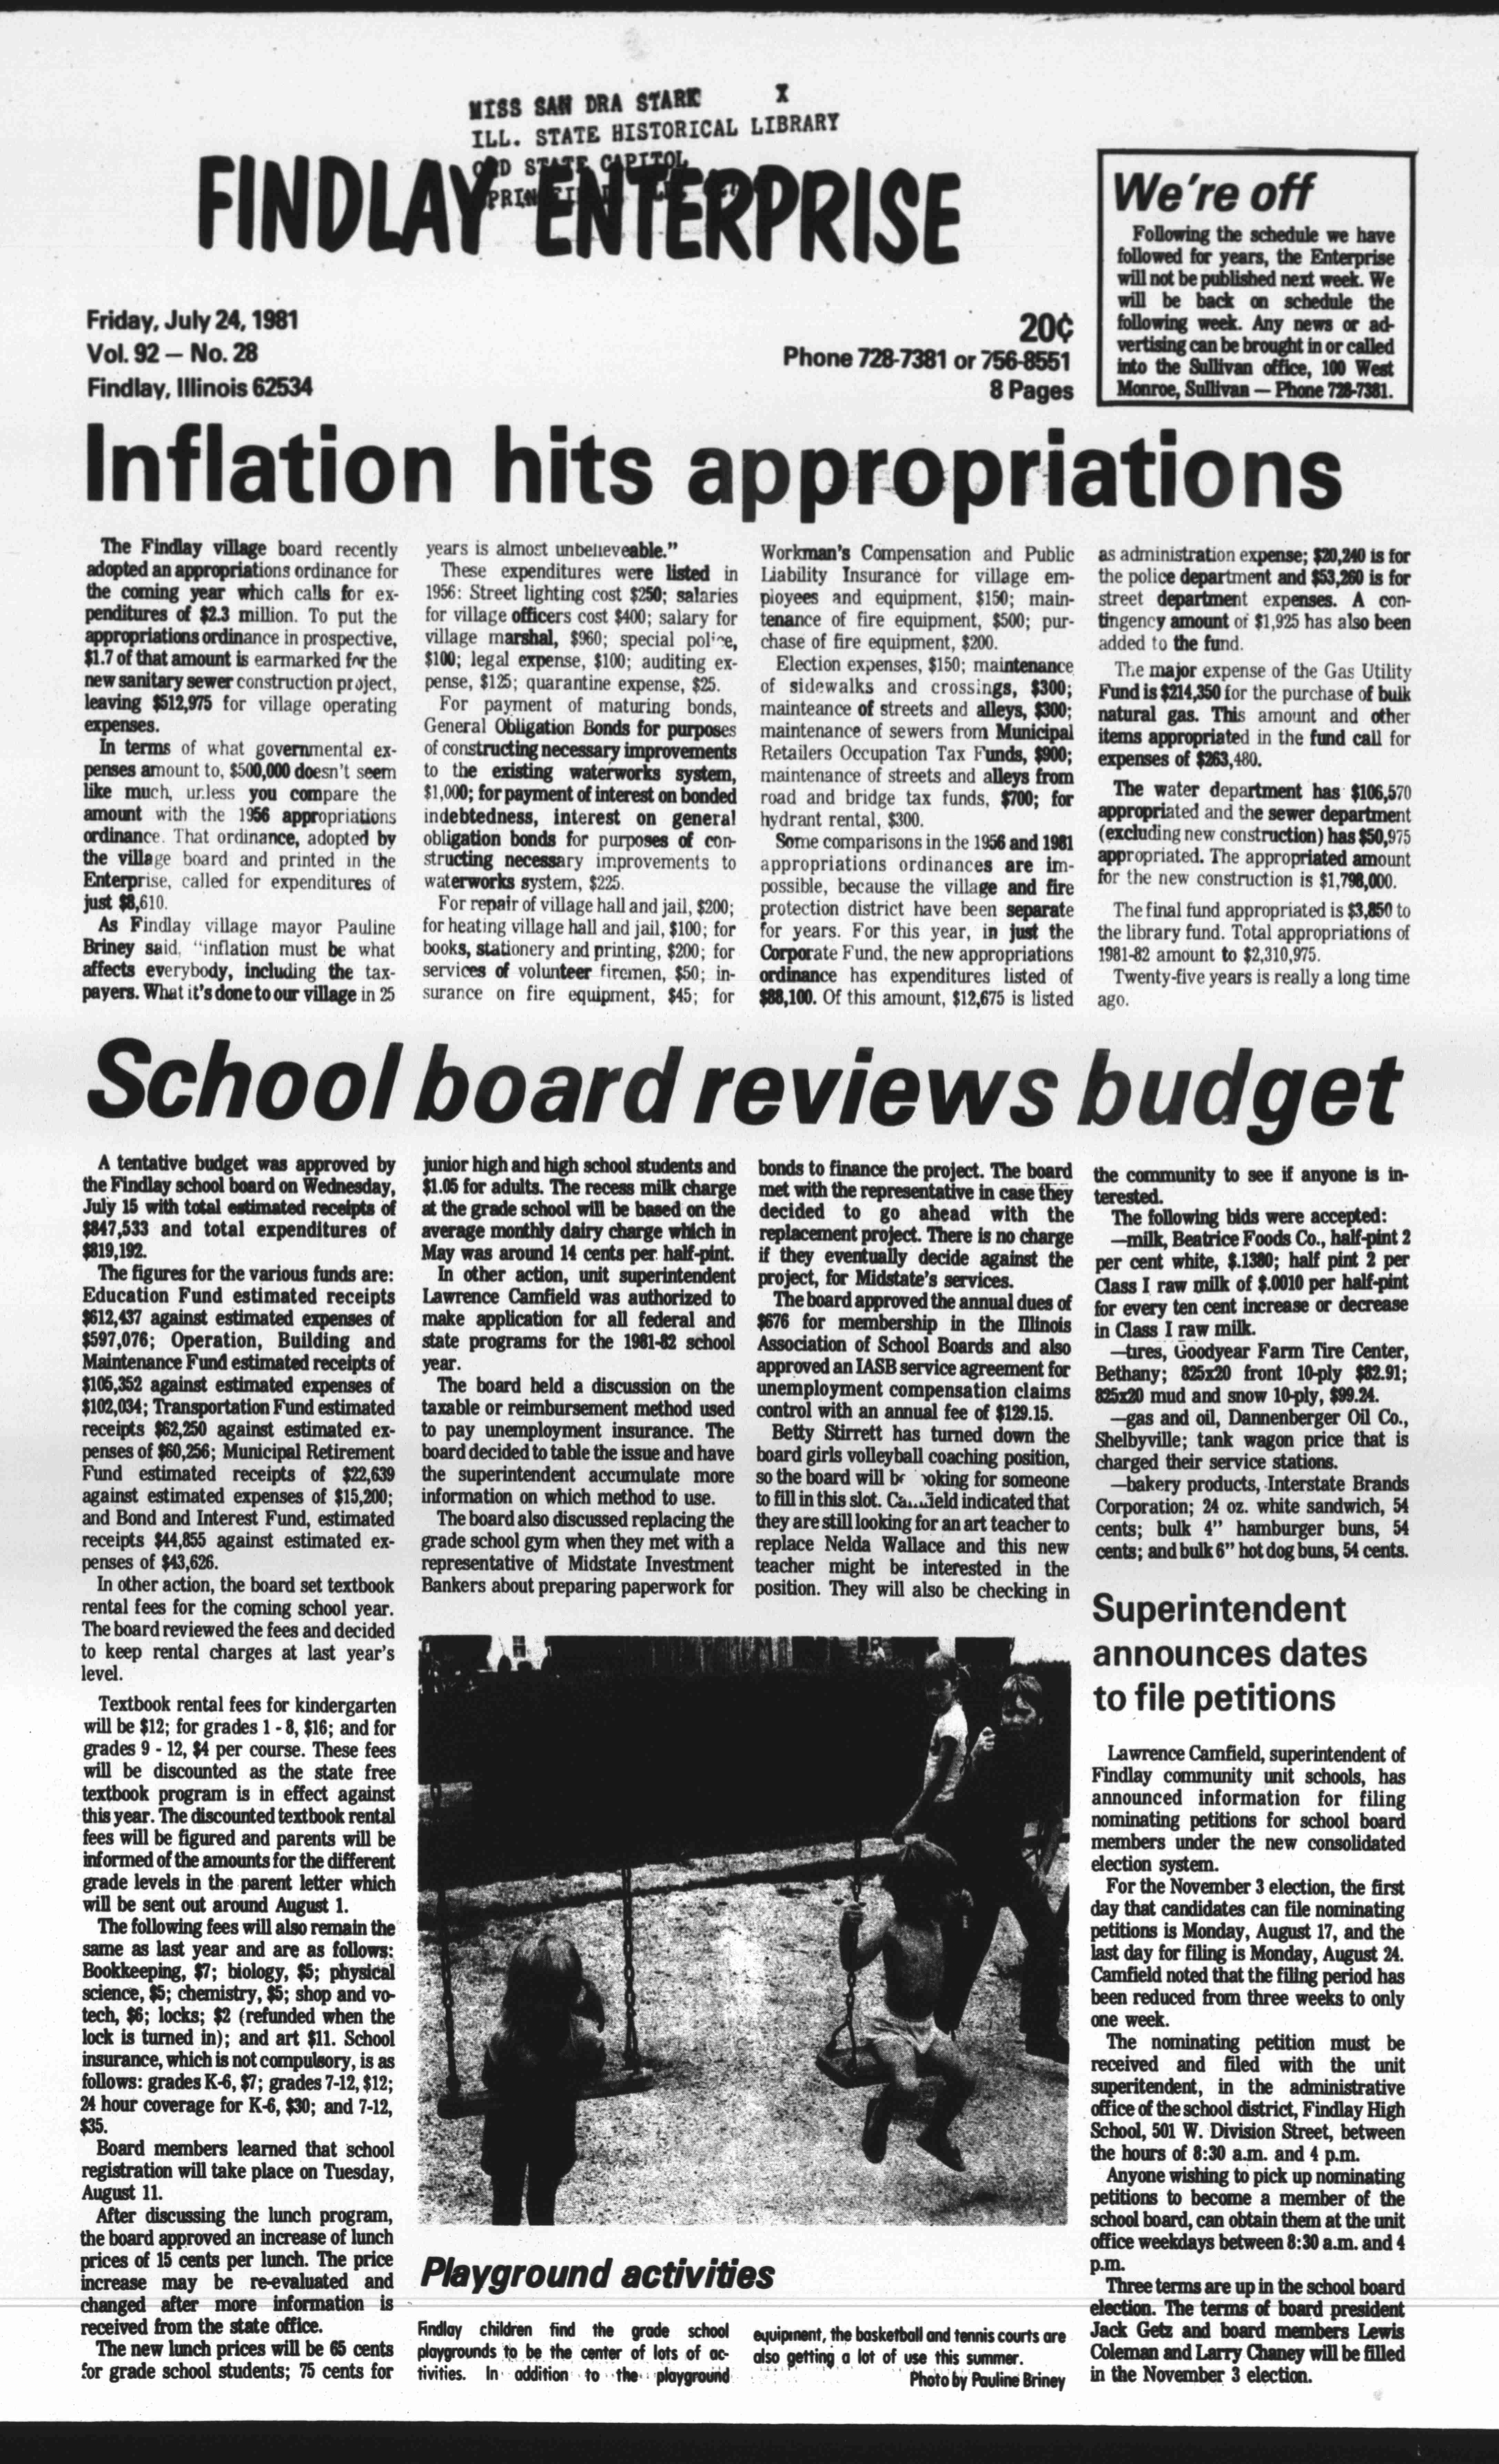 MISS SAN DRA STARK X
ILL. STATE HISTORICAL LIBRARY
STATE CAPITOL
FINDLAY ENTERPRISE
Friday, July 24, 1981
Vol. 92 — No. 28
Findlay, Illinois 62534
20¢
Phone 728-7381 or 756-8551
8 Pages
We're off
Following the schedule we have
followed for years, the Enterprise
will not be published next week. We
will be back on schedule the
following week. Any news or ad-
vertising can be brought in or called
into the Sullivan office, 100 West
Monroe, Sullivan — Phone 728-7381.
Inflation hits appropriations
The Findlay village board recently
adopted an appropriations ordinance for
the coming year which calls for ex-
penditures of $2.3 million. To put the
appropriations ordinance in prospective,
$1.7 of that amount is earmarked for the
new sanitary sewer construction project,
leaving $512,975 for village operating
expenses.
In terms of what governmental ex-
penses amount to, $500,000 doesn't seem
like much, unless you compare the
amount with the 1956 appropriations
ordinance. That ordinance, adopted by
the village board and printed in the
Enterprise, called for expenditures of
just $8,610.
As Findlay village mayor Pauline
Briney said, "inflation must be what
affects everybody, including the tax-
payers. What it's done to our village in 25
years is almost unbelieveable."
These expenditures were listed in
1956: Street lighting cost $250; salaries
for village officers cost $400; salary for
village marshal, $960; special police,
$100; legal expense, $100; auditing ex-
pense, $125; quarantine expense, $25.
For payment of maturing bonds,
General Obligation Bonds for purposes
of constructing necessary improvements
to the existing waterworks system,
$1,000; for payment of interest on bonded
indebtedness, interest on general
obligation bonds for purposes of con-
structing necessary improvements to
waterworks system, $225.
For repair of village hall and jail, $200;
for heating village hall and jail, $100; for
books, stationery and printing, $200; for
services of volunteer firemen, $50; in-
surance on fire equipment, $45; for
Workman's Compensation and Public
Liability Insurance for village em-
ployees and equipment, $150; main-
tenance of fire equipment, $500; pur-
chase of fire equipment, $200.
Election expenses, $150; maintenance
of sidewalks and crossings, $300;
mainteance of streets and alleys, $300;
maintenance of sewers from Municipal
Retailers Occupation Tax Funds, $900;
maintenance of streets and alleys from
road and bridge tax funds, $700; for
hydrant rental, $300.
Some comparisons in the 1956 and 1981
appropriations ordinances are im-
possible, because the village and fire
protection district have been separate
for years. For this year, in just the
Corporate Fund, the new appropriations
ordinance has expenditures listed of
$88,100. Of this amount, $12,675 is listed
as administration expense; $20,240 is for
the police department and $53,260 is for
street department expenses. A con-
tingency amount of $1,925 has also been
added to the fund.
The major expense of the Gas Utility
Fund is $214,350 for the purchase of bulk
natural gas. This amount and other
items appropriated in the fund call for
expenses of $263,480.
The water department has $106,570
appropriated and the sewer department
(excluding new construction) has $50,975
appropriated. The appropriated amount
for the new construction is $1,798,000.
The final fund appropriated is $3,850 to
the library fund. Total appropriations of
1981-82 amount to $2,310,975.
Twenty-five years is really a long time
ago.
School board reviews budget
A tentative budget was approved by
the Findlay school board on Wednesday,
July 15 with total estimated receipts of
$847,533 and total expenditures of
$819,192.
The figures for the various funds are:
Education Fund estimated receipts
$612,437 against estimated expenses of
$597,076; Operation, Building and
Maintenance Fund estimated receipts of
$105,352 against estimated expenses of
$102,034; Transportation Fund estimated
receipts $62,250 against estimated ex-
penses of $60,256; Municipal Retirement
Fund estimated receipts of $22,639
against estimated expenses of $15,200;
and Bond and Interest Fund, estimated
receipts $44,855 against estimated ex-
penses of $43,626.
In other action, the board set textbook
rental fees for the coming school year.
The board reviewed the fees and decided
to keep rental charges at last year's
level.
Textbook rental fees for kindergarten
will be $12; for grades 1 - 8, $16; and for
grades 9 - 12, $4 per course. These fees
will be discounted as the state free
textbook program is in effect against
this year. The discounted textbook rental
fees will be figured and parents will be
informed of the amounts for the different
grade levels in the parent letter which
will be sent out around August 1.
The following fees will also remain the
same as last year and are as follows:
Bookkeeping, $7; biology, $5; physical
science, $5; chemistry, $5; shop and vo-
tech, $6; locks; $2 (refunded when the
lock is turned in); and art $11. School
insurance, which is not compulsory, is as
follows: grades K-6, $7; grades 7-12, $12;
24 hour coverage for K-6, $30; and 7-12,
$35.
Board members learned that school
registration will take place on Tuesday,
August 11.
After discussing the lunch program,
the board approved an increase of lunch
prices of 15 cents per lunch. The price
increase may be re-evaluated and
changed after more information is
received from the state office.
The new lunch prices will be 65 cents
for grade school students; 75 cents for
junior high and high school students and
$1.05 for adults. The recess milk charge
at the grade school will be based on the
average monthly dairy charge which in
May was around 14 cents per half-pint.
In other action, unit superintendent
Lawrence Camfield was authorized to
make application for all federal and
state programs for the 1981-82 school
year.
The board held a discussion on the
taxable or reimbursement method used
to pay unemployment insurance. The
board decided to table the issue and have
the superintendent accumulate more
information on which method to use.
The board also discussed replacing the
grade school gym when they met with a
representative of Midstate Investment
Bankers about preparing paperwork for
bonds to finance the project. The board
met with the representative in case they
decided to go ahead with the
replacement project. There is no charge
if they eventually decide against the
project, for Midstate's services.
The board approved the annual dues of
$676 for membership in the Illinois
Association of School Boards and also
approved an IASB service agreement for
unemployment compensation claims
control with an annual fee of $129.15.
Betty Stirrett has turned down the
board girls volleyball coaching position,
so the board will be looking for someone
to fill in this slot. Camfield indicated that
they are still looking for an art teacher to
replace Nelda Wallace and this new
teacher might be interested in the
position. They will also be checking in
the community to see if anyone is in-
terested.
The following bids were accepted:
—milk, Beatrice Foods Co., half-pint 2
per cent white, $.1380; half pint 2 per
Class I raw milk of $.0010 per half-pint
for every ten cent increase or decrease
in Class I raw milk.
—tires, Goodyear Farm Tire Center,
Bethany; 825x20 front 10-ply $82.91;
825x20 mud and snow 10-ply, $99.24.
—gas and oil, Dannenberger Oil Co.,
Shelbyville; tank wagon price that is
charged their service stations.
—bakery products, Interstate Brands
Corporation; 24 oz. white sandwich, 54
cents; bulk 4" hamburger buns, 54
cents; and bulk 6" hot dog buns, 54 cents.
Superintendent
announces dates
to file petitions
Lawrence Camfield, superintendent of
Findlay community unit schools, has
announced information for filing
nominating petitions for school board
members under the new consolidated
election system.
For the November 3 election, the first
day that candidates can file nominating
petitions is Monday, August 17, and the
last day for filing is Monday, August 24.
Camfield noted that the filing period has
been reduced from three weeks to only
one week.
The nominating petition must be
received and filed with the unit
superitendent, in the administrative
office of the school district, Findlay High
School, 501 W. Division Street, between
the hours of 8:30 a.m. and 4 p.m.
Anyone wishing to pick up nominating
petitions to become a member of the
school board, can obtain them at the unit
office weekdays between 8:30 a.m. and 4
p.m.
Three terms are up in the school board
election. The terms of board president
Jack Getz and board members Lewis
Coleman and Larry Chaney will be filled
in the November 3 election.
Playground activities
Findlay children find the grade school
playgrounds to be the center of lots of ac-
tivities. In addition to the playground
equipment, the basketball and tennis courts are
also getting a lot of use this summer.
Photo by Pauline Briney